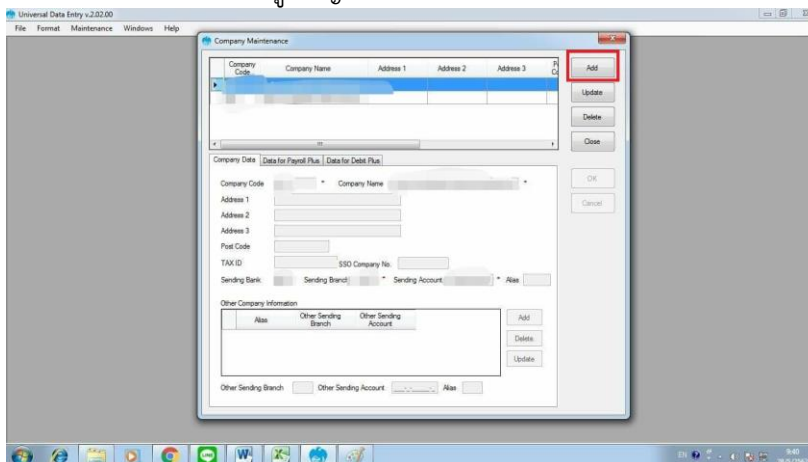 Universal Data Entry v.2.02.00
File Format Maintenance Windows Help
Company Maintenance
Company Code Company Name Address 1 Address 2 Address 3
Add
Update
Delete
Close
Company Data Data for Payroll Plus Data for Debit Plus
OK
Cancel
Company Code * Company Name *
Address 1
Address 2
Address 3
Post Code
TAX ID SSO Company No.
Sending Bank Sending Branch * Sending Account * Alias
Other Company Information
Alias Other Sending Branch Other Sending Account
Add
Delete
Update
Other Sending Branch Other Sending Account Alias
EN 9:40